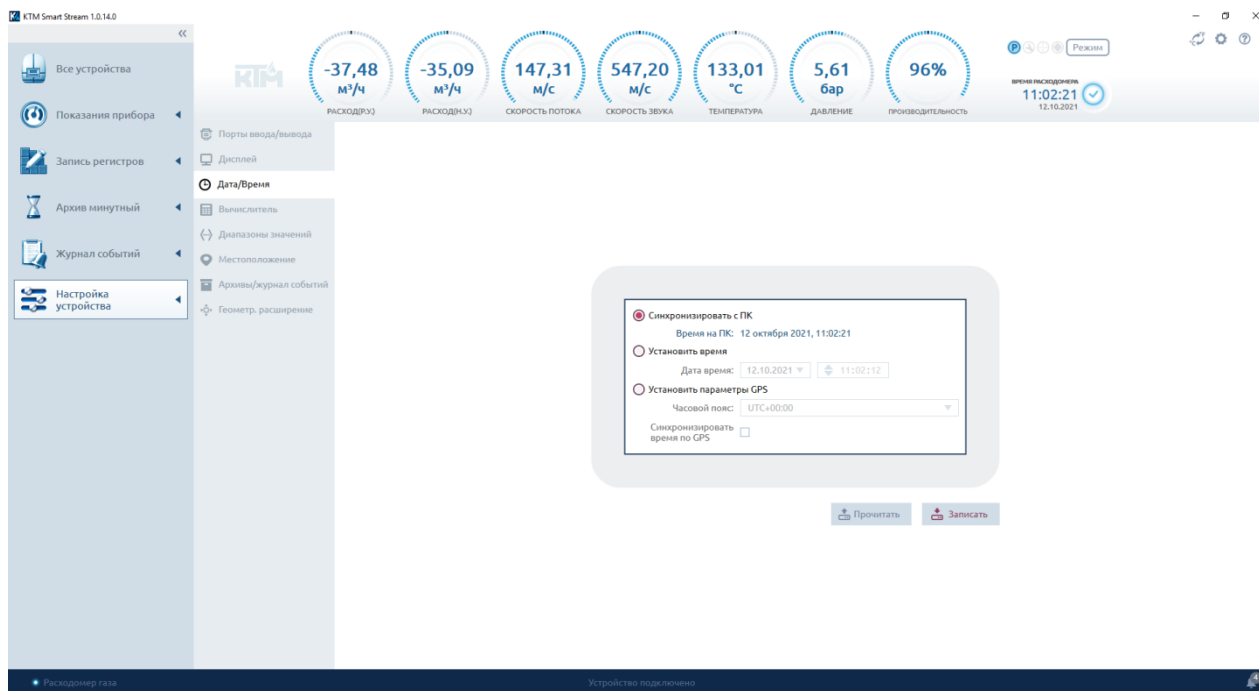 KTM Smart Stream 1.0.14.0
«
Все устройства
Показания прибора
Запись регистров
Архив минутный
Журнал событий
Настройка
устройства
КТМ
-37,48
м³/ч
РАСХОД(Р.У.)
-35,09
м³/ч
РАСХОД(Н.У.)
147,31
м/с
СКОРОСТЬ ПОТОКА
547,20
м/с
СКОРОСТЬ ЗВУКА
133,01
°C
ТЕМПЕРАТУРА
5,61
бар
ДАВЛЕНИЕ
96%
ПРОИЗВОДИТЕЛЬНОСТЬ
P
Режим
ВРЕМЯ РАСХОДОМЕРА
11:02:21
12.10.2021
Порты ввода/вывода
Дисплей
Дата/Время
Вычислитель
Диапазоны значений
Местоположение
Архивы/журнал событий
Геометр. расширение
Синхронизировать с ПК
Время на ПК: 12 октября 2021, 11:02:21
Установить время
Дата время: 12.10.2021 11:02:12
Установить параметры GPS
Часовой пояс: UTC+00:00
Синхронизировать
время по GPS
Прочитать
Записать
Расходомер газа
Устройство подключено